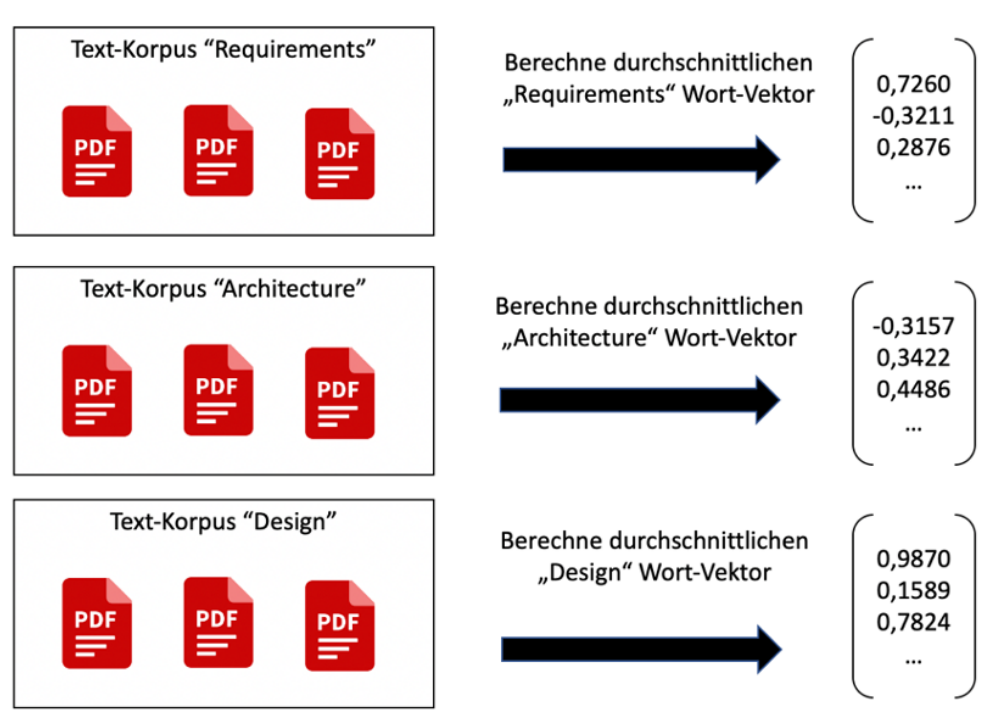 Text-Korpus “Requirements”
PDF
PDF
PDF
Berechne durchschnittlichen
„Requirements“ Wort-Vektor
0,7260
-0,3211
0,2876
...
Text-Korpus “Architecture”
PDF
PDF
PDF
Berechne durchschnittlichen
„Architecture“ Wort-Vektor
-0,3157
0,3422
0,4486
...
Text-Korpus “Design”
PDF
PDF
PDF
Berechne durchschnittlichen
„Design“ Wort-Vektor
0,9870
0,1589
0,7824
...